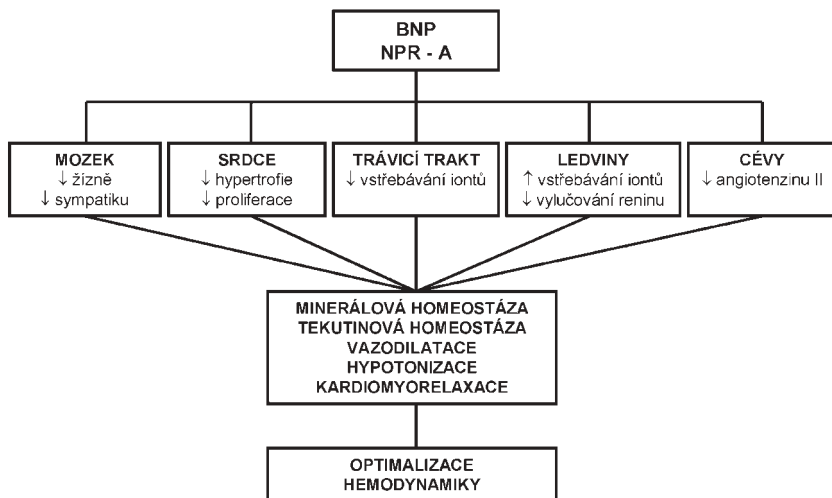 BNP
NPR - A
MOZEK
↓ žízně
↓ sympatiku
SRDCE
↓ hypertrofie
↓ proliferace
TRÁVICÍ TRAKT
↓ vstřebávání iontů
LEDVINY
↑ vstřebávání iontů
↓ vylučování reninu
CÉVY
↓ angiotenzinu II
MINERÁLOVÁ HOMEOSTÁZA
TEKUTINOVÁ HOMEOSTÁZA
VAZODILATACE
HYPOTONIZACE
KARDIOMYORELAXACE
OPTIMALIZACE
HEMODYNAMIKY